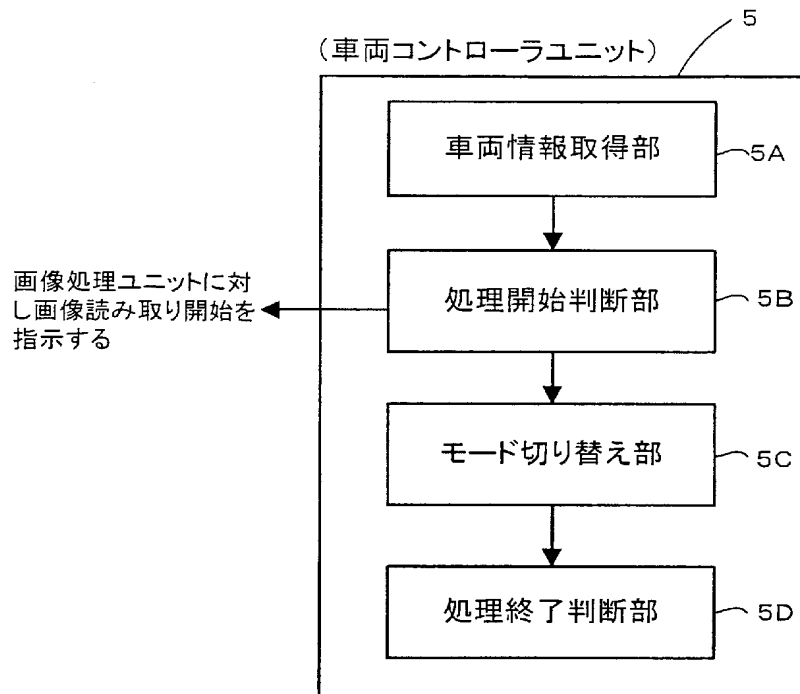 5
（車両コントローラユニット）
車両情報取得部
5A
画像処理ユニットに対
し画像読み取り開始を
指示する
処理開始判断部
5B
モード切り替え部
5C
処理終了判断部
5D